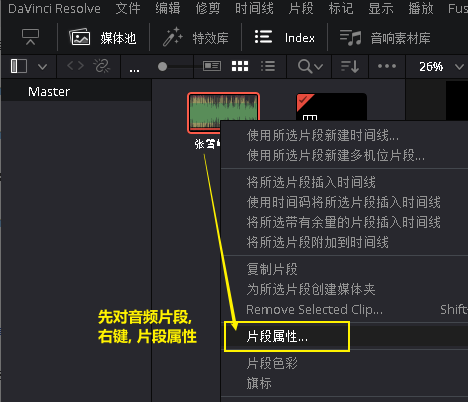 DaVinci Resolve 文件 编辑 修剪 时间线 片段 标记 显示 播放 Fus
媒体池 特效库 Index 音响素材库
... 26%
Master
张雪
使用所选片段新建时间线...
使用所选片段新建多机位片段...
将所选片段插入时间线
使用时间码将所选片段插入时间线
将所选带有余量的片段插入时间线
将所选片段附加到时间线
复制片段
为所选片段创建媒体夹
Remove Selected Clip... Shift
先对音频片段,
右键, 片段属性
片段属性...
片段色彩
旗标